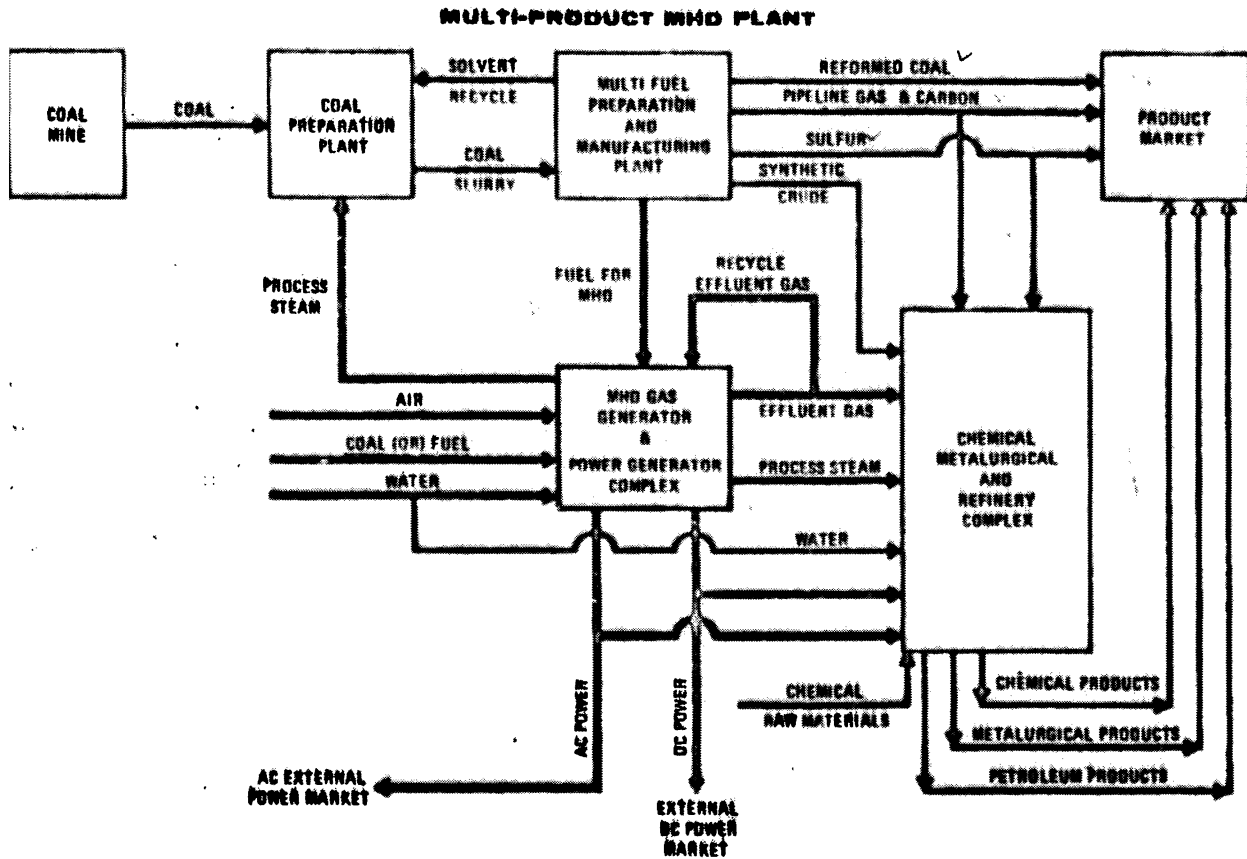 MULTI-PRODUCT MHD PLANT
COAL
MINE
COAL
COAL
PREPARATION
PLANT
SOLVENT
RECYCLE
COAL
SLURRY
MULTI FUEL
PREPARATION
AND
MANUFACTURING
PLANT
REFORMED COAL
PIPELINE GAS & CARBON
SULFUR
SYNTHETIC
CRUDE
PRODUCT
MARKET
PROCESS
STEAM
FUEL FOR
MHD
RECYCLE
EFFLUENT GAS
AIR
COAL (OR) FUEL
WATER
MHD GAS
GENERATOR
&
POWER GENERATOR
COMPLEX
EFFLUENT GAS
PROCESS STEAM
WATER
CHEMICAL
METALURGICAL
AND
REFINERY
COMPLEX
AC POWER
DC POWER
CHEMICAL
RAW MATERIALS
CHEMICAL PRODUCTS
METALURGICAL PRODUCTS
PETROLEUM PRODUCTS
AC EXTERNAL
POWER MARKET
EXTERNAL
DC POWER
MARKET